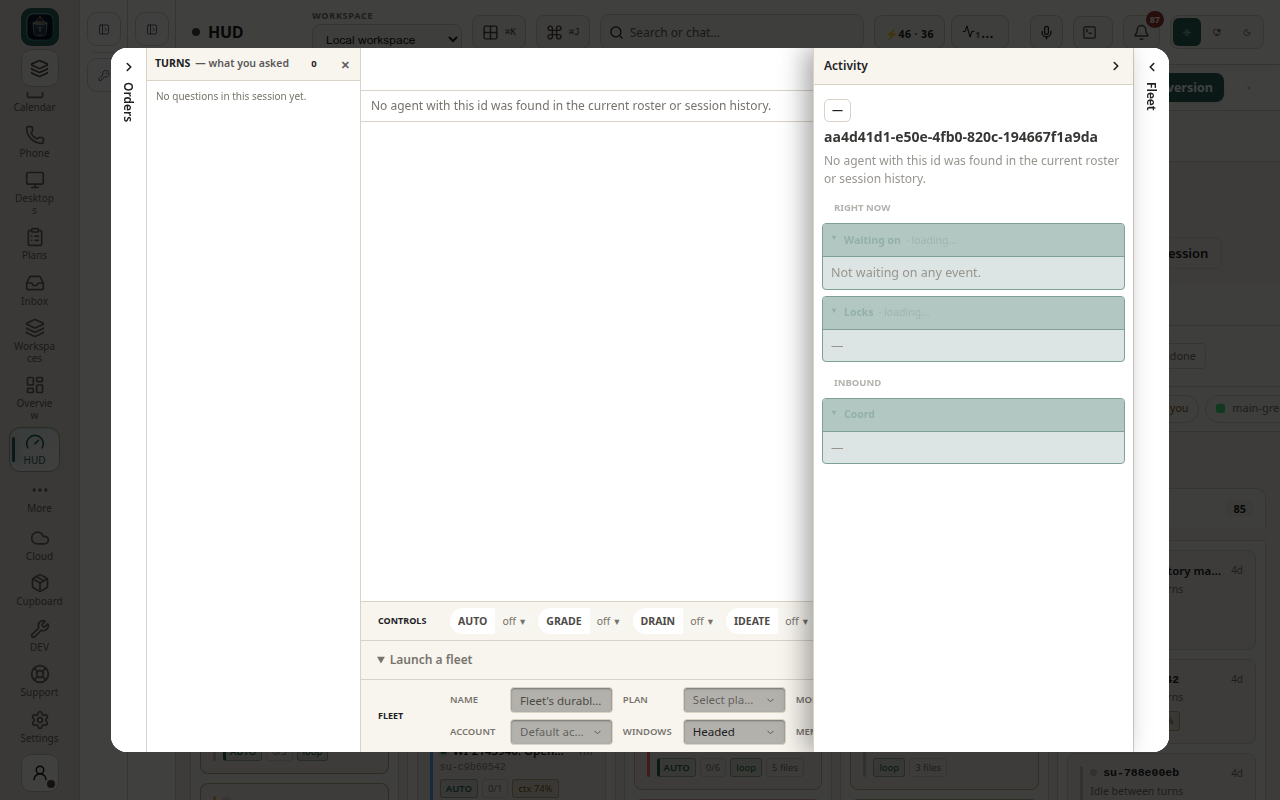 HUD
WORKSPACE
Local workspace
⌘K
⌘J
Search or chat...
⚡46 · 36
1...
87
Calendar
Phone
Desktop
s
Plans
Inbox
Workspa
ces
Overvie
w
HUD
More
Cloud
Cupboard
DEV
Support
Settings
Orders
TURNS — what you asked 0 ×
No questions in this session yet.
No agent with this id was found in the current roster or session history.
CONTROLS
AUTO off ▾
GRADE off ▾
DRAIN off ▾
IDEATE off ▾
▼ Launch a fleet
FLEET
NAME
Fleet's durabl...
PLAN
Select pla...
ACCOUNT
Default ac...
WINDOWS
Headed
Activity
—
aa4d41d1-e50e-4fb0-820c-194667f1a9da
No agent with this id was found in the current roster
or session history.
RIGHT NOW
Waiting on · loading...
Not waiting on any event.
Locks · loading...
—
INBOUND
Coord
—
Fleet
version
ession
done
you
main-gre
85
tory ma... 4d
rns
42 4d
rns
su-788e00eb 4d
Idle between turns
su-c9b60542
AUTO 0/1 ctx 74%
AUTO 0/6 loop 5 files
loop 3 files